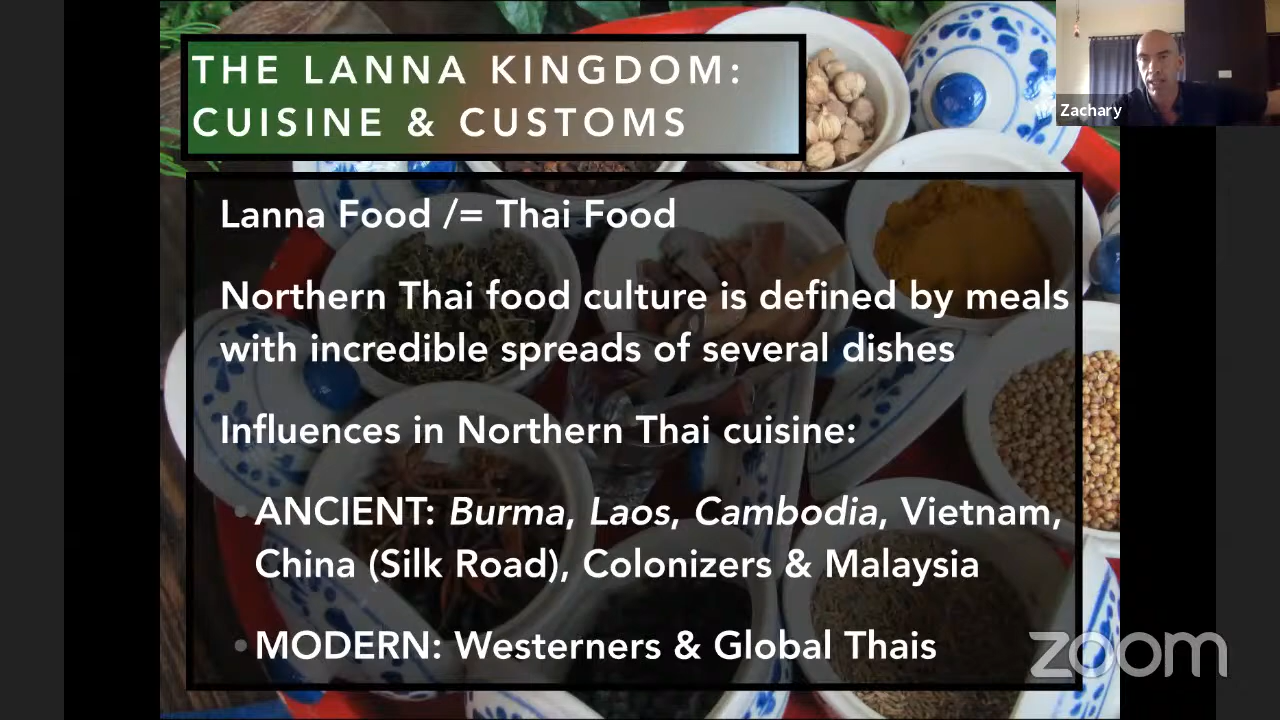 THE LANNA KINGDOM:
CUISINE & CUSTOMS
Zachary
Lanna Food /= Thai Food
Northern Thai food culture is defined by meals
with incredible spreads of several dishes
Influences in Northern Thai cuisine:
• ANCIENT: Burma, Laos, Cambodia, Vietnam,
China (Silk Road), Colonizers & Malaysia
• MODERN: Westerners & Global Thais
zoom